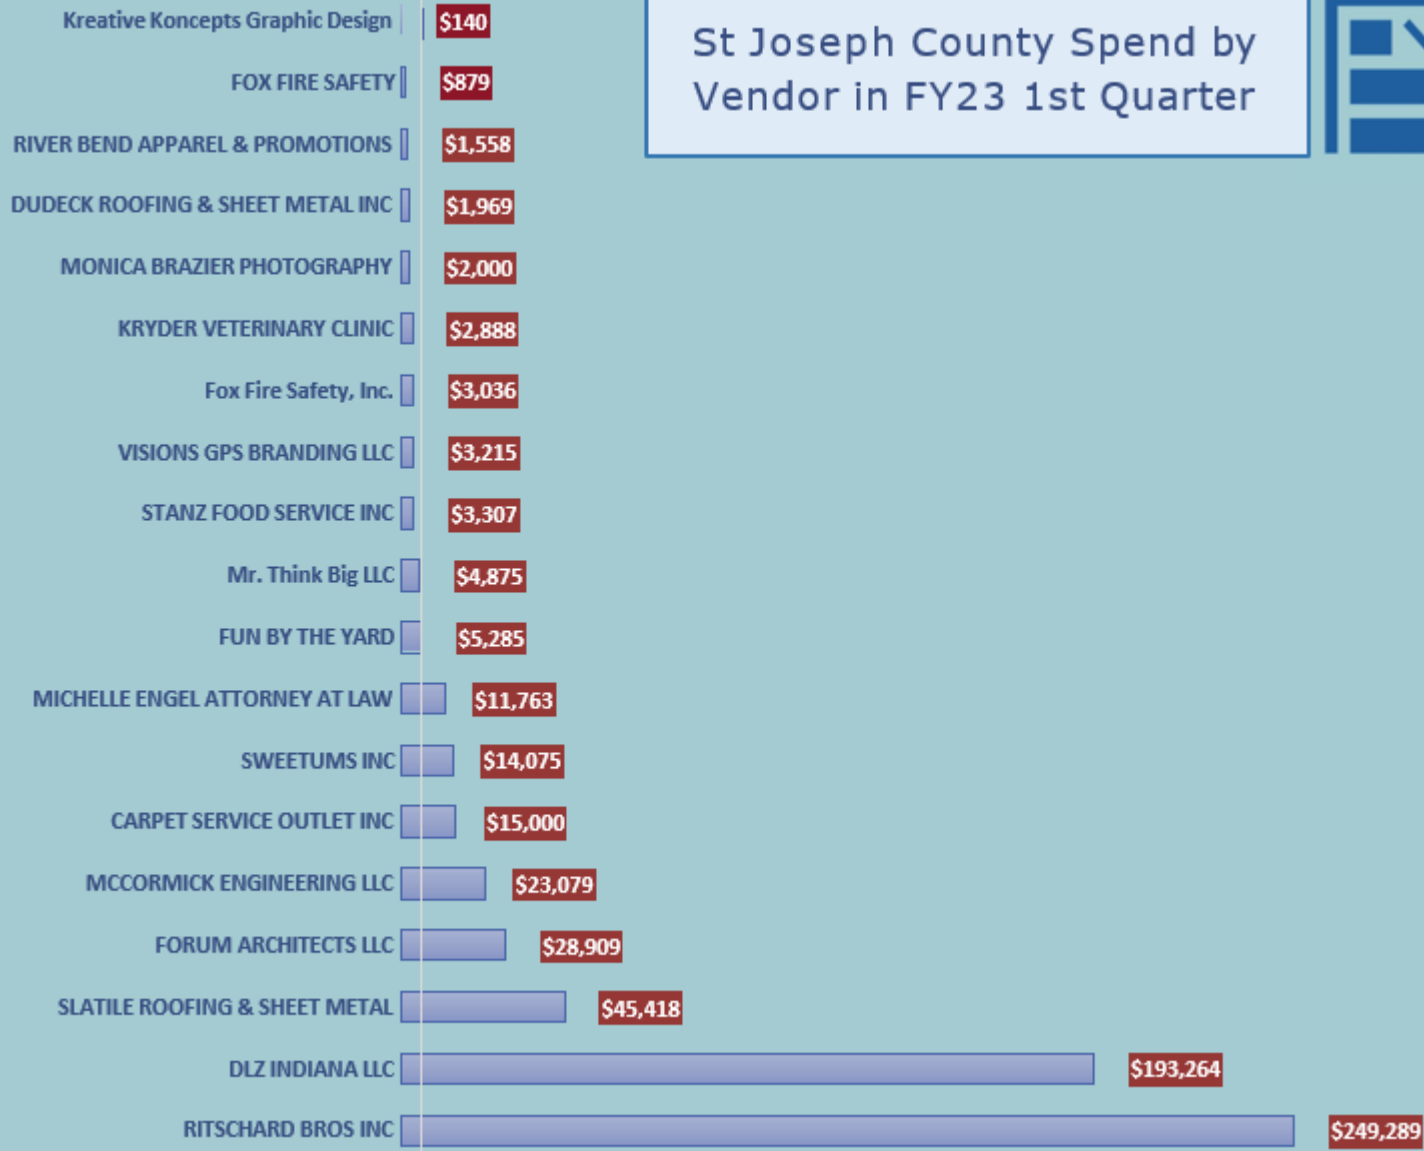 Kreative Koncepts Graphic Design $140
St Joseph County Spend by
Vendor in FY23 1st Quarter
FOX FIRE SAFETY $879
RIVER BEND APPAREL & PROMOTIONS $1,558
DUDECK ROOFING & SHEET METAL INC $1,969
MONICA BRAZIER PHOTOGRAPHY $2,000
KRYDER VETERINARY CLINIC $2,888
Fox Fire Safety, Inc. $3,036
VISIONS GPS BRANDING LLC $3,215
STANZ FOOD SERVICE INC $3,307
Mr. Think Big LLC $4,875
FUN BY THE YARD $5,285
MICHELLE ENGEL ATTORNEY AT LAW $11,763
SWEETUMS INC $14,075
CARPET SERVICE OUTLET INC $15,000
MCCORMICK ENGINEERING LLC $23,079
FORUM ARCHITECTS LLC $28,909
SLATILE ROOFING & SHEET METAL $45,418
DLZ INDIANA LLC $193,264
RITSCHARD BROS INC $249,289